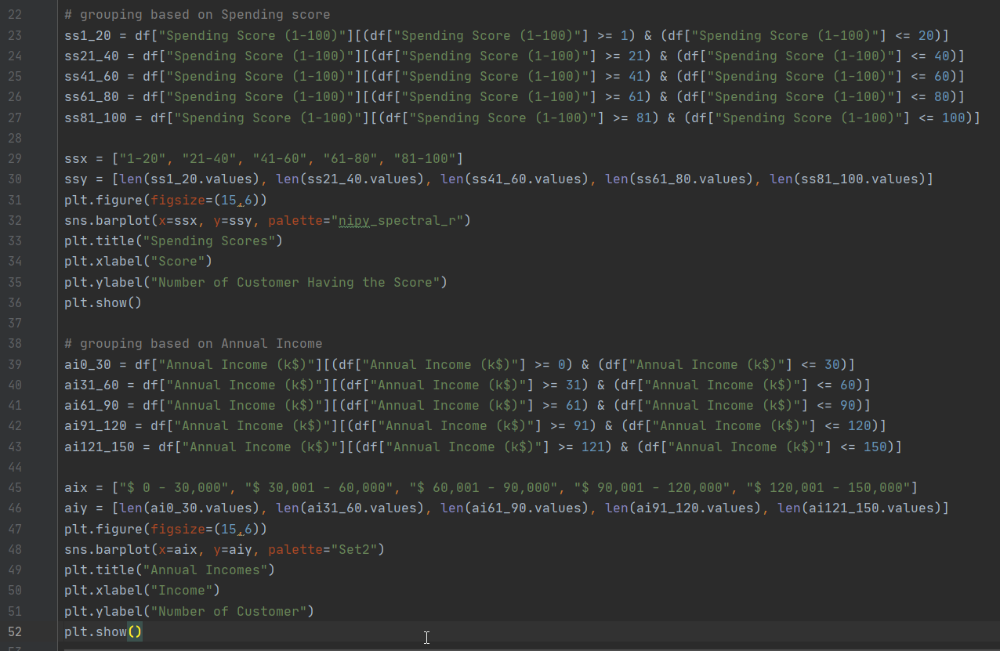 22 # grouping based on Spending score
23 ss1_20 = df["Spending Score (1-100)"][(df["Spending Score (1-100)"] >= 1) & (df["Spending Score (1-100)"] <= 20)]
24 ss21_40 = df["Spending Score (1-100)"][(df["Spending Score (1-100)"] >= 21) & (df["Spending Score (1-100)"] <= 40)]
25 ss41_60 = df["Spending Score (1-100)"][(df["Spending Score (1-100)"] >= 41) & (df["Spending Score (1-100)"] <= 60)]
26 ss61_80 = df["Spending Score (1-100)"][(df["Spending Score (1-100)"] >= 61) & (df["Spending Score (1-100)"] <= 80)]
27 ss81_100 = df["Spending Score (1-100)"][(df["Spending Score (1-100)"] >= 81) & (df["Spending Score (1-100)"] <= 100)]
28
29 ssx = ["1-20", "21-40", "41-60", "61-80", "81-100"]
30 ssy = [len(ss1_20.values), len(ss21_40.values), len(ss41_60.values), len(ss61_80.values), len(ss81_100.values)]
31 plt.figure(figsize=(15,6))
32 sns.barplot(x=ssx, y=ssy, palette="nipy_spectral_r")
33 plt.title("Spending Scores")
34 plt.xlabel("Score")
35 plt.ylabel("Number of Customer Having the Score")
36 plt.show()
37
38 # grouping based on Annual Income
39 ai0_30 = df["Annual Income (k$)"][(df["Annual Income (k$)"] >= 0) & (df["Annual Income (k$)"] <= 30)]
40 ai31_60 = df["Annual Income (k$)"][(df["Annual Income (k$)"] >= 31) & (df["Annual Income (k$)"] <= 60)]
41 ai61_90 = df["Annual Income (k$)"][(df["Annual Income (k$)"] >= 61) & (df["Annual Income (k$)"] <= 90)]
42 ai91_120 = df["Annual Income (k$)"][(df["Annual Income (k$)"] >= 91) & (df["Annual Income (k$)"] <= 120)]
43 ai121_150 = df["Annual Income (k$)"][(df["Annual Income (k$)"] >= 121) & (df["Annual Income (k$)"] <= 150)]
44
45 aix = ["$ 0 - 30,000", "$ 30,001 - 60,000", "$ 60,001 - 90,000", "$ 90,001 - 120,000", "$ 120,001 - 150,000"]
46 aiy = [len(ai0_30.values), len(ai31_60.values), len(ai61_90.values), len(ai91_120.values), len(ai121_150.values)]
47 plt.figure(figsize=(15,6))
48 sns.barplot(x=aix, y=aiy, palette="Set2")
49 plt.title("Annual Incomes")
50 plt.xlabel("Income")
51 plt.ylabel("Number of Customer")
52 plt.show()